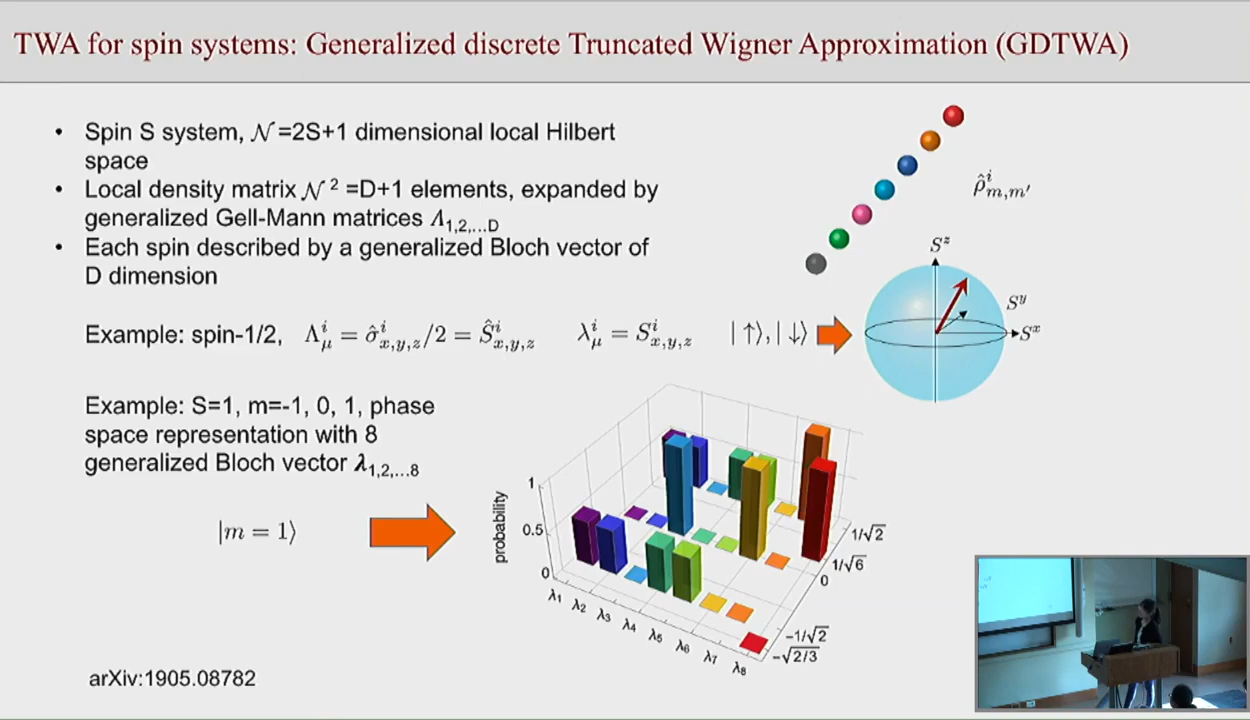 TWA for spin systems: Generalized discrete Truncated Wigner Approximation (GDTWA)
• Spin S system, 𝒩 =2S+1 dimensional local Hilbert
space
• Local density matrix 𝒩 ² =D+1 elements, expanded by
generalized Gell-Mann matrices Λ₁,₂,...D
• Each spin described by a generalized Bloch vector of
D dimension
ρ̂ⁱₘ,ₘ′
Sᶻ
Sʸ
Sˣ
Example: spin-1/2, Λ^i_μ = σ̂^i_{x,y,z}/2 = Ŝ^i_{x,y,z} λ^i_μ = S^i_{x,y,z} |↑⟩,|↓⟩
Example: S=1, m=-1, 0, 1, phase
space representation with 8
generalized Bloch vector λ₁,₂,...₈
|m = 1⟩
probability
1
0.5
0
λ₁ λ₂ λ₃ λ₄ λ₅ λ₆ λ₇ λ₈
1/√2
1/√6
0
−1/√2
−√2/3
arXiv:1905.08782